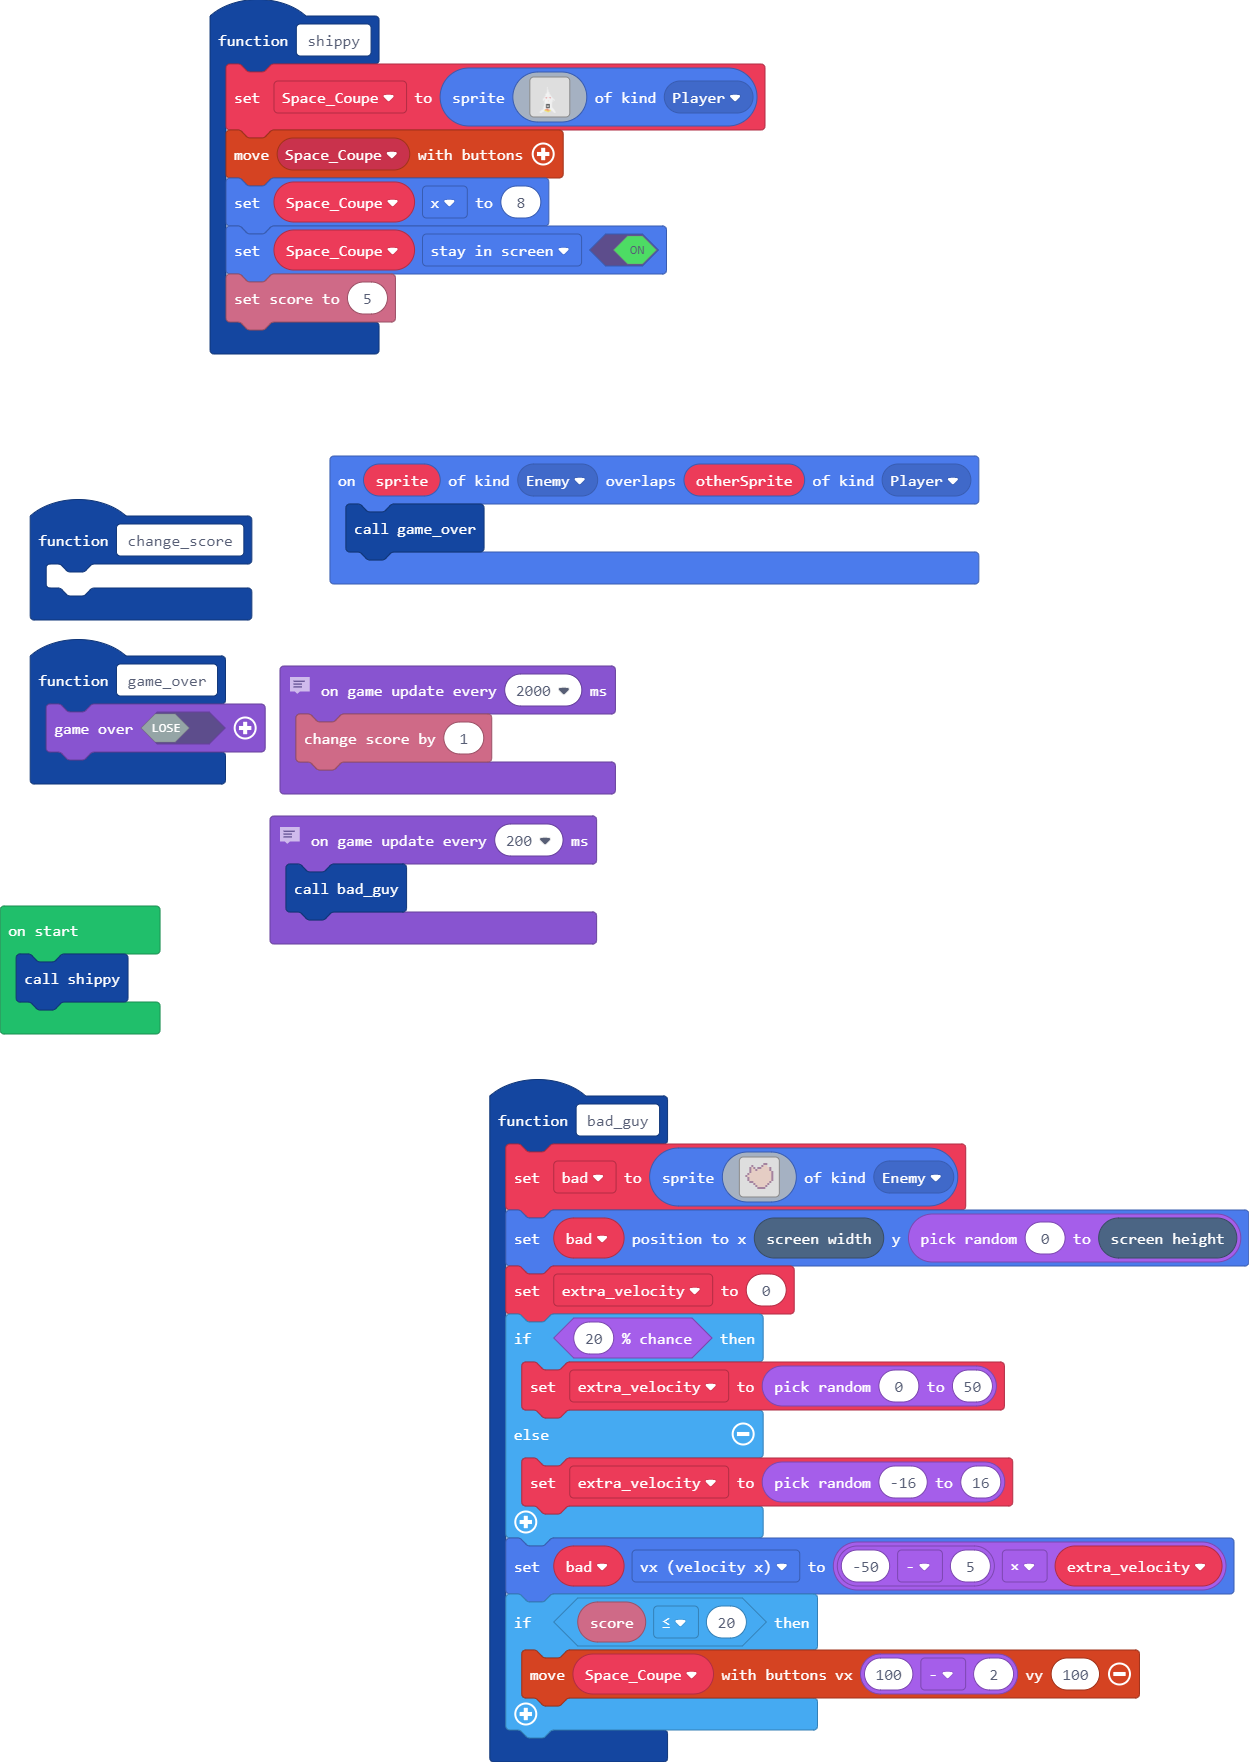 function shippy
set Space_Coupe to sprite of kind Player
move Space_Coupe with buttons
set Space_Coupe x to 8
set Space_Coupe stay in screen ON
set score to 5
on sprite of kind Enemy overlaps otherSprite of kind Player
call game_over
function change_score
function game_over
game over LOSE
on game update every 2000 ms
change score by 1
on game update every 200 ms
call bad_guy
on start
call shippy
function bad_guy
set bad to sprite of kind Enemy
set bad position to x screen width y pick random 0 to screen height
set extra_velocity to 0
if 20 % chance then
set extra_velocity to pick random 0 to 50
else
set extra_velocity to pick random -16 to 16
set bad vx (velocity x) to -50 - 5 × extra_velocity
if score ≤ 20 then
move Space_Coupe with buttons vx 100 - 2 vy 100